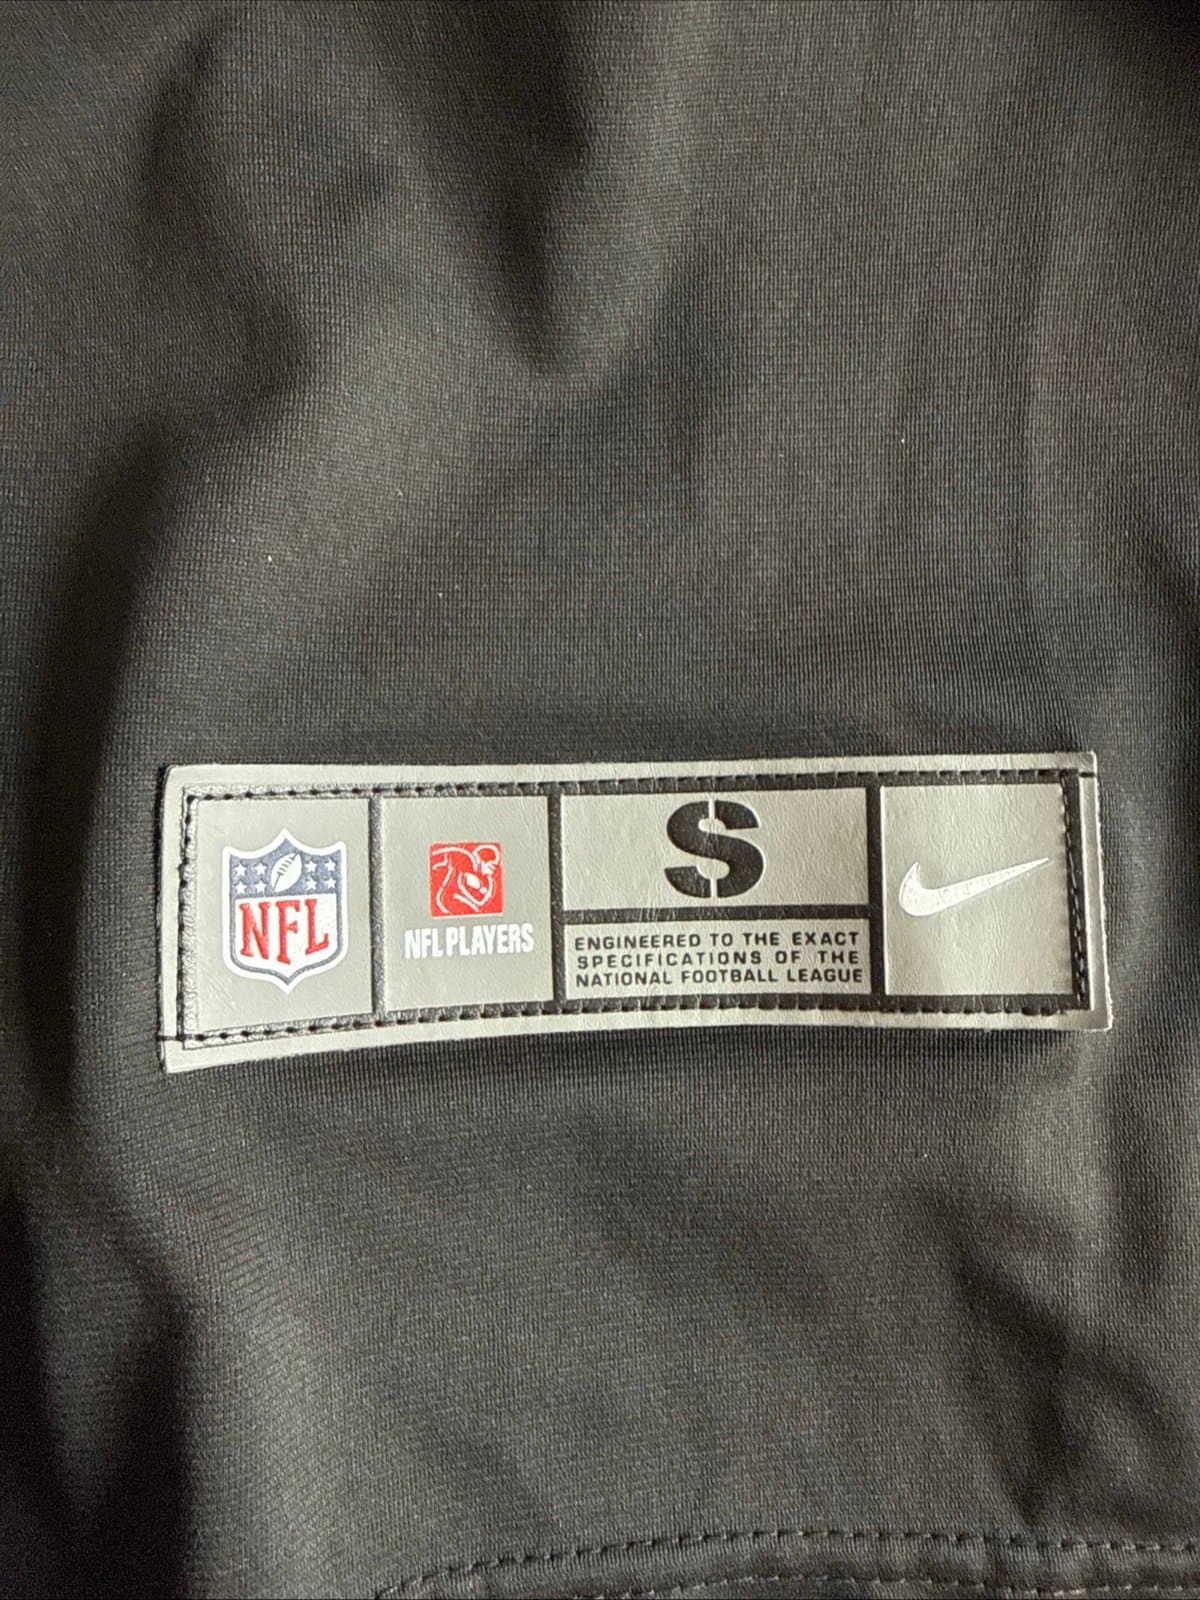 NFL
NFL PLAYERS
S
ENGINEERED TO THE EXACT
SPECIFICATIONS OF THE
NATIONAL FOOTBALL LEAGUE